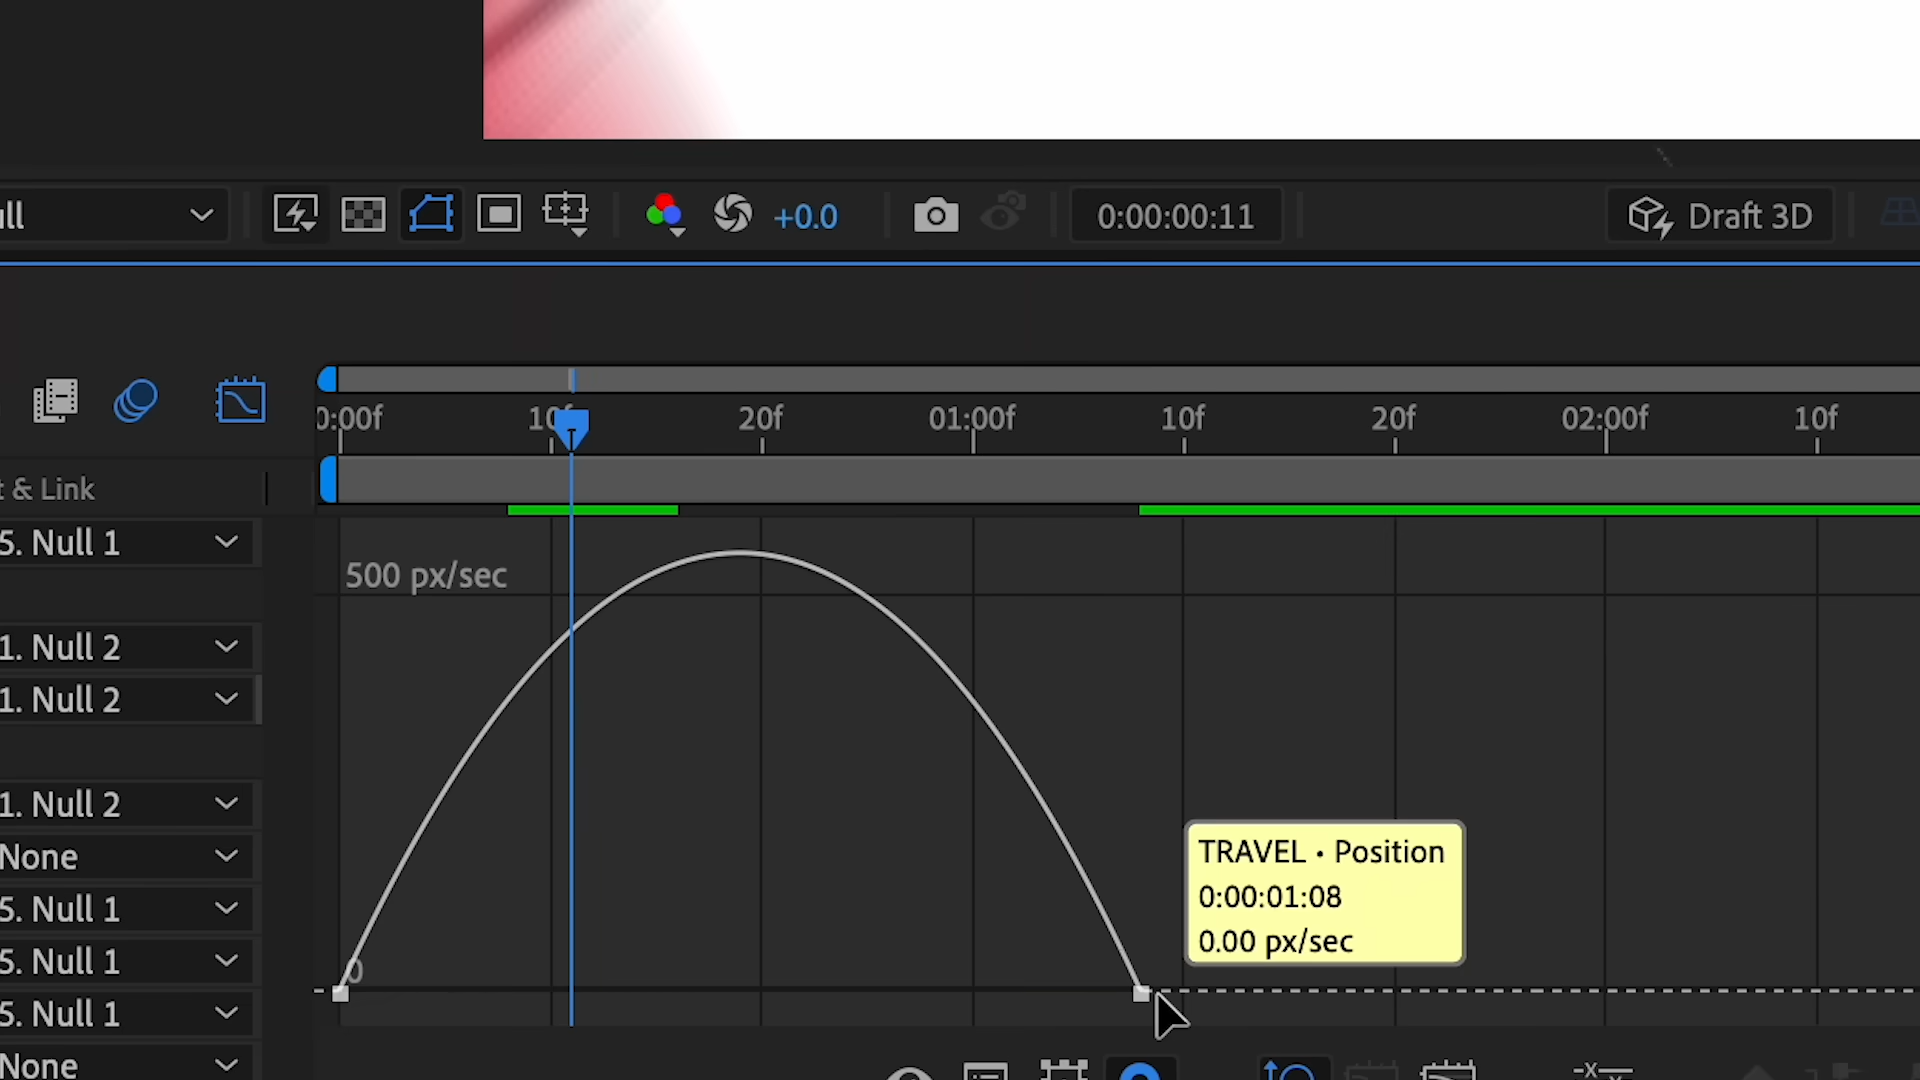 ll
+0.0
0:00:00:11
Draft 3D
0:00f
10f
20f
01:00f
10f
20f
02:00f
10f
t & Link
5. Null 1
500 px/sec
1. Null 2
1. Null 2
1. Null 2
None
TRAVEL • Position
0:00:01:08
0.00 px/sec
5. Null 1
5. Null 1
0
5. Null 1
None